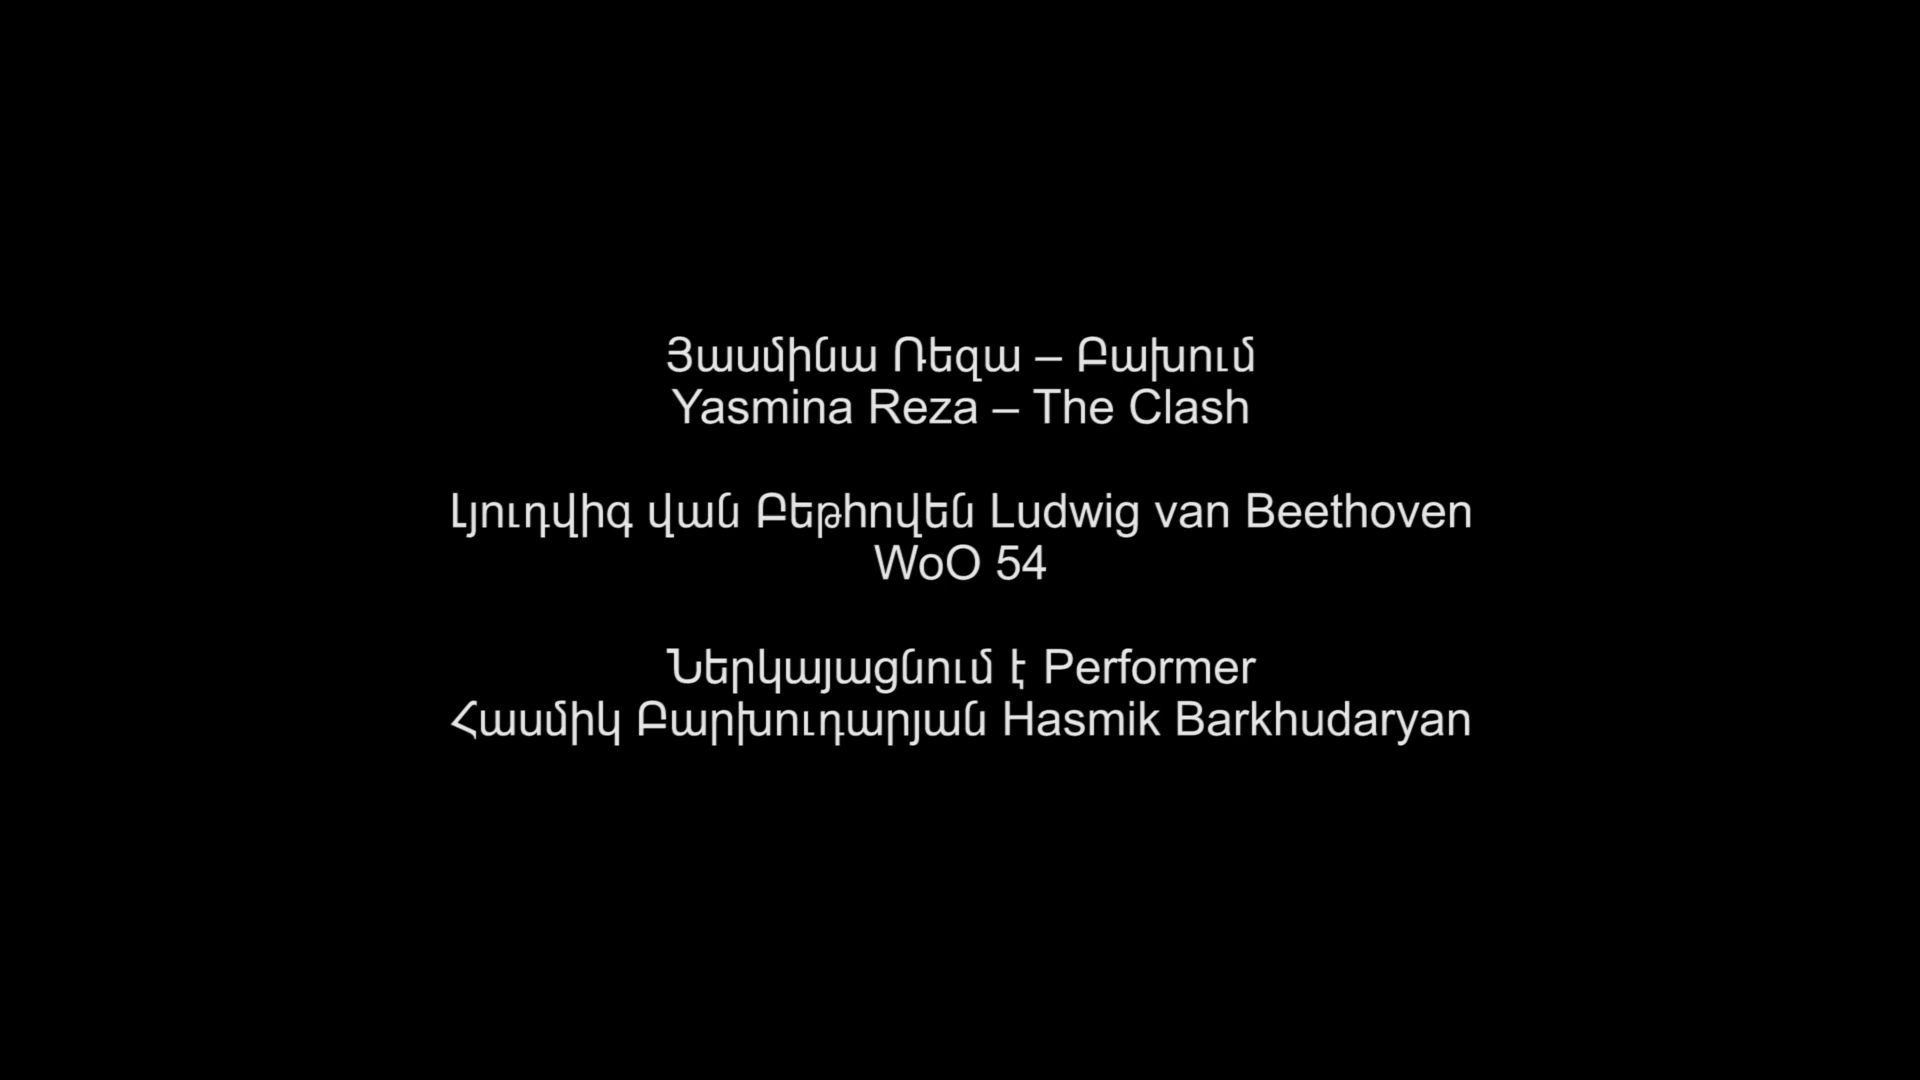 Յասմինա Ռեզա – Բախում
Yasmina Reza – The Clash
Լյուդվիգ վան Բեթհովեն Ludwig van Beethoven
WoO 54
Ներկայացնում է Performer
Հասմիկ Բարխուդարյան Hasmik Barkhudaryan